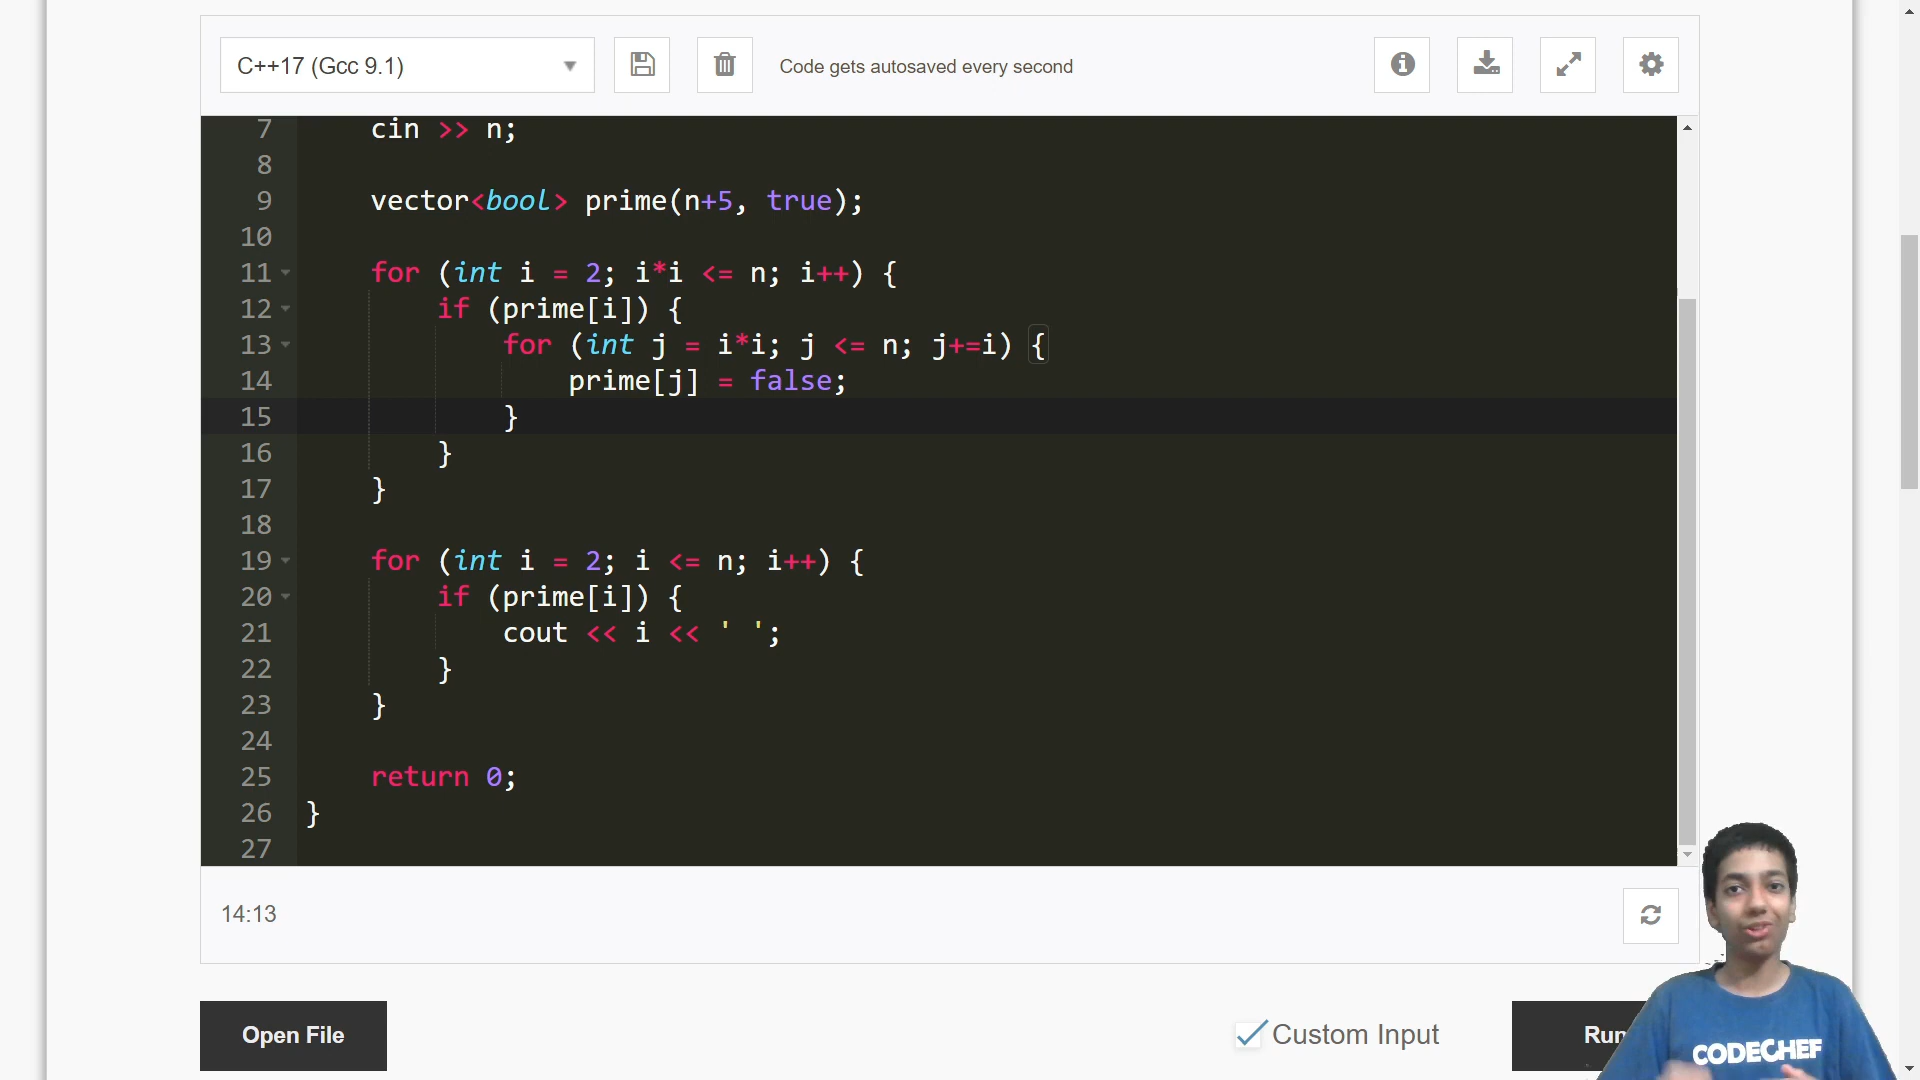 C++17 (Gcc 9.1)
Code gets autosaved every second
7 cin >> n;
8
9 vector<bool> prime(n+5, true);
10
11 for (int i = 2; i*i <= n; i++) {
12 if (prime[i]) {
13 for (int j = i*i; j <= n; j+=i) {
14 prime[j] = false;
15 }
16 }
17 }
18
19 for (int i = 2; i <= n; i++) {
20 if (prime[i]) {
21 cout << i << ' ';
22 }
23 }
24
25 return 0;
26 }
27
14:13
Open File
Custom Input
Run
CODECHEF